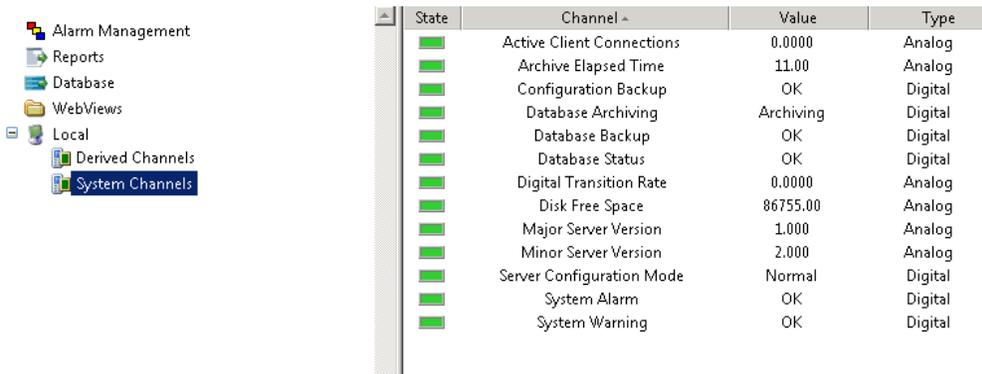 Alarm Management
Reports
Database
WebViews
Local
Derived Channels
System Channels
State Channel Value Type
Active Client Connections 0.0000 Analog
Archive Elapsed Time 11.00 Analog
Configuration Backup OK Digital
Database Archiving Archiving Digital
Database Backup OK Digital
Database Status OK Digital
Digital Transition Rate 0.0000 Analog
Disk Free Space 86755.00 Analog
Major Server Version 1.000 Analog
Minor Server Version 2.000 Analog
Server Configuration Mode Normal Digital
System Alarm OK Digital
System Warning OK Digital